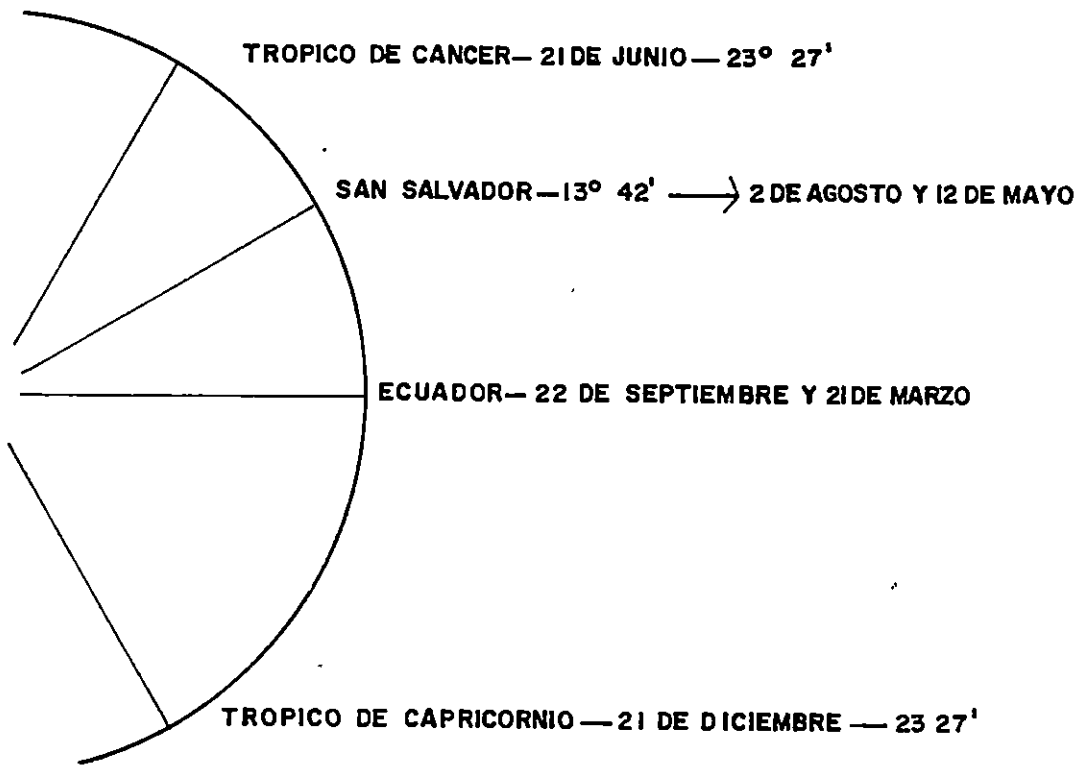 TROPICO DE CANCER— 21 DE JUNIO — 23° 27'
SAN SALVADOR—13° 42' ⟶ 2 DE AGOSTO Y 12 DE MAYO
ECUADOR— 22 DE SEPTIEMBRE Y 21 DE MARZO
TROPICO DE CAPRICORNIO — 21 DE DICIEMBRE — 23 27'